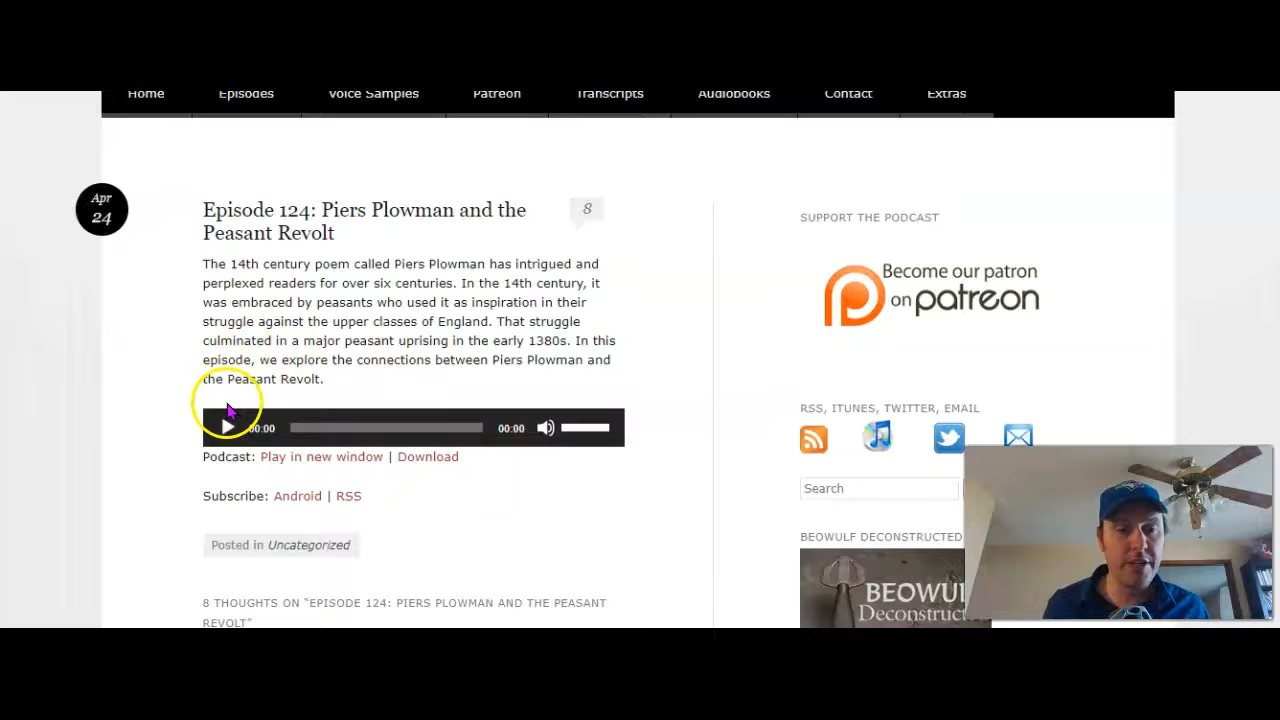 Home Episodes Voice Samples Patreon Transcripts Audiobooks Contact Extras
Apr
24
Episode 124: Piers Plowman and the
Peasant Revolt
8
The 14th century poem called Piers Plowman has intrigued and
perplexed readers for over six centuries. In the 14th century, it
was embraced by peasants who used it as inspiration in their
struggle against the upper classes of England. That struggle
culminated in a major peasant uprising in the early 1380s. In this
episode, we explore the connections between Piers Plowman and
the Peasant Revolt.
00:00 00:00
Podcast: Play in new window | Download
Subscribe: Android | RSS
Posted in Uncategorized
8 THOUGHTS ON "EPISODE 124: PIERS PLOWMAN AND THE PEASANT
REVOLT"
SUPPORT THE PODCAST
Become our patron
on patreon
RSS, ITUNES, TWITTER, EMAIL
Search
BEOWULF DECONSTRUCTED
BEOWUL
Deconstruct